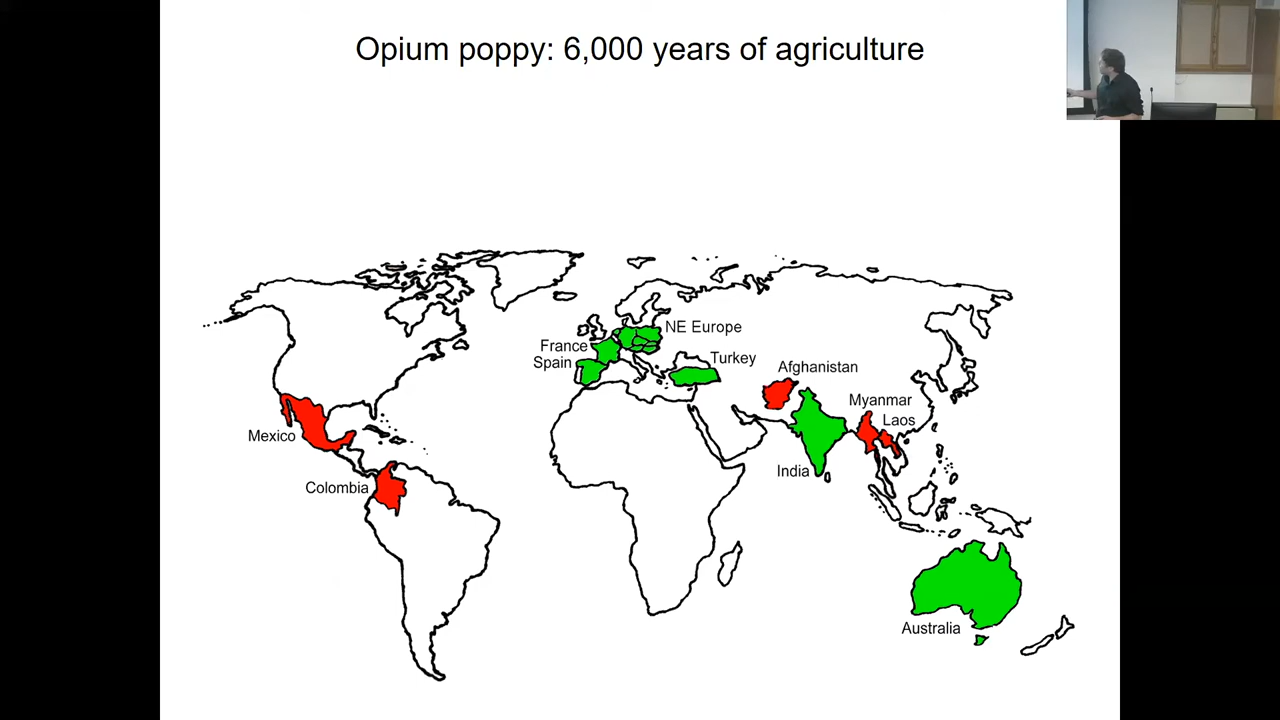 Opium poppy: 6,000 years of agriculture
NE Europe
France
Spain
Turkey
Afghanistan
Myanmar
Laos
Mexico
India
Colombia
Australia